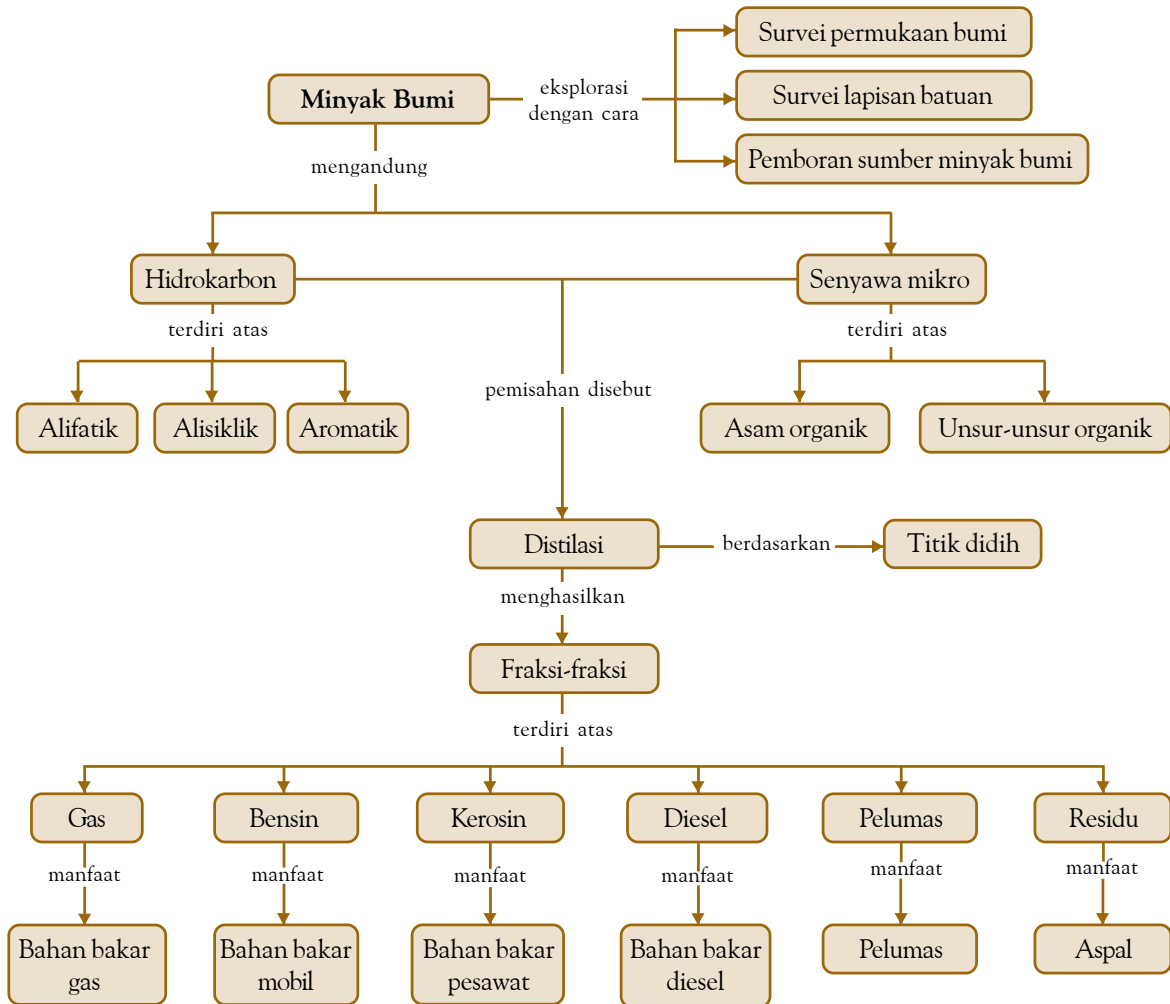 Survei permukaan bumi
Minyak Bumi
eksplorasi
dengan cara
Survei lapisan batuan
Pemboran sumber minyak bumi
mengandung
Hidrokarbon
Senyawa mikro
terdiri atas
terdiri atas
pemisahan disebut
Alifatik
Alisiklik
Aromatik
Asam organik
Unsur-unsur organik
Distilasi
berdasarkan
Titik didih
menghasilkan
Fraksi-fraksi
terdiri atas
Gas
Bensin
Kerosin
Diesel
Pelumas
Residu
manfaat
manfaat
manfaat
manfaat
manfaat
manfaat
Bahan bakar
gas
Bahan bakar
mobil
Bahan bakar
pesawat
Bahan bakar
diesel
Pelumas
Aspal